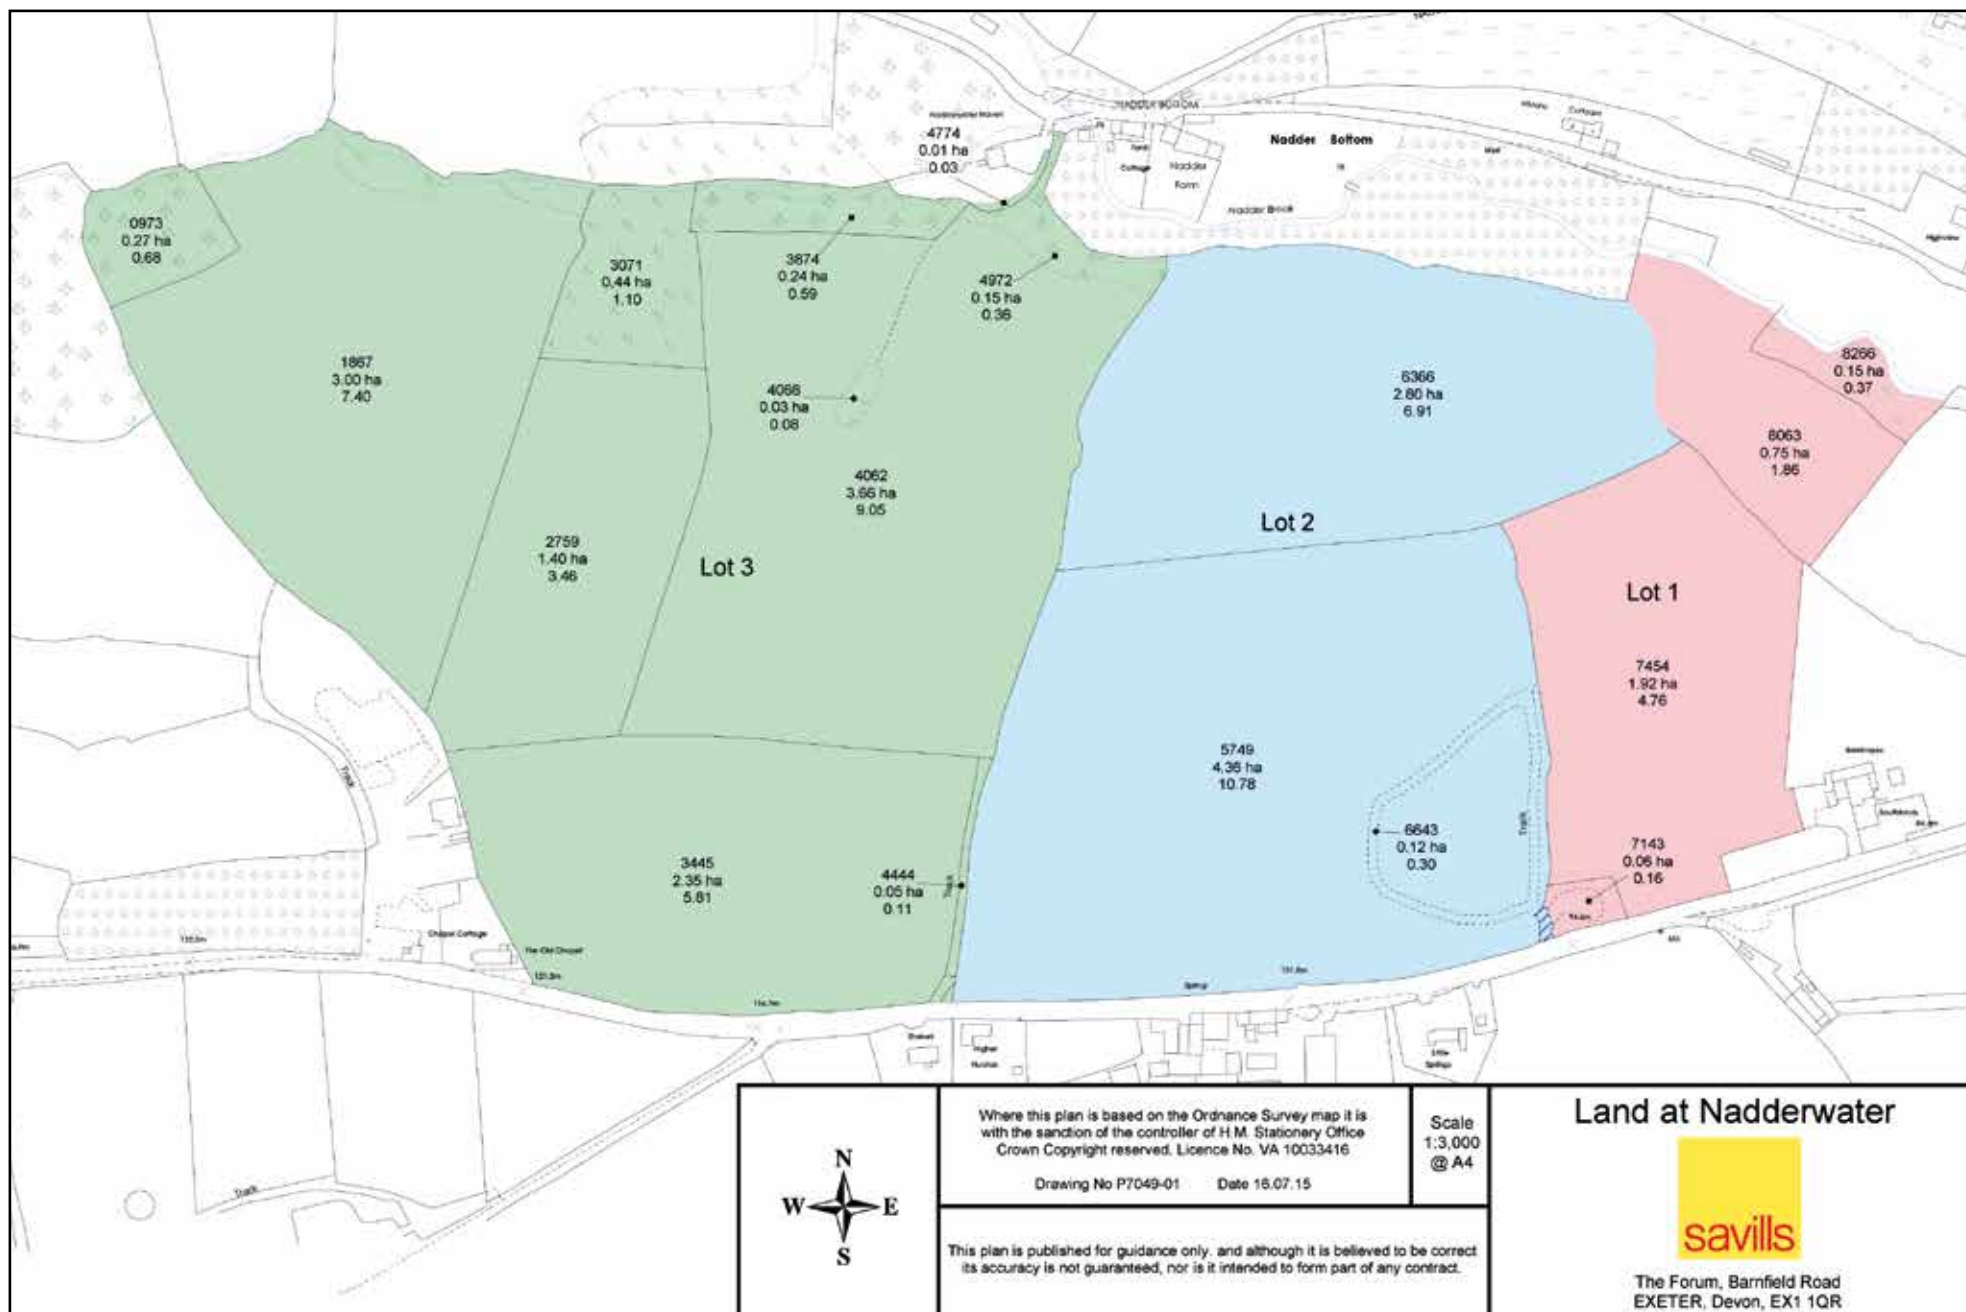 NADDER BOTTOM
4774
0.01 ha
0.03
Nadder Bottom
Cottage
Nadder
Farm
Nadder Brook
Highview
0973
0.27 ha
0.68
3071
0.44 ha
1.10
3874
0.24 ha
0.59
4972
0.15 ha
0.36
1867
3.00 ha
7.40
4066
0.03 ha
0.08
6366
2.80 ha
6.91
8266
0.15 ha
0.37
8063
0.75 ha
1.86
4062
3.66 ha
9.05
Lot 2
2759
1.40 ha
3.46
Lot 3
Lot 1
7454
1.92 ha
4.76
5749
4.36 ha
10.78
Track
Track
6643
0.12 ha
0.30
7143
0.06 ha
0.16
3445
2.35 ha
5.81
4444
0.05 ha
0.11
Track
Chapel Cottage
The Old Chapel
Spring
Higher
Little
Springs
Track
N
W E
S
Where this plan is based on the Ordnance Survey map it is
with the sanction of the controller of H.M. Stationery Office
Crown Copyright reserved. Licence No. VA 10033416
Drawing No P7049-01 Date 16.07.15
Scale
1:3,000
@ A4
This plan is published for guidance only, and although it is believed to be correct
its accuracy is not guaranteed, nor is it intended to form part of any contract.
Land at Nadderwater
savills
The Forum, Barnfield Road
EXETER, Devon, EX1 1QR